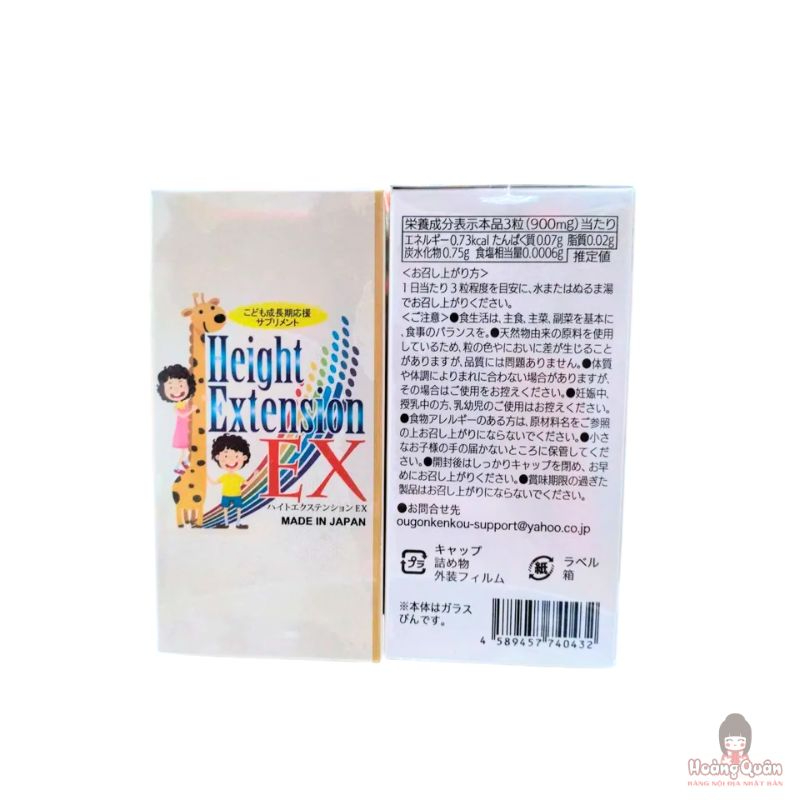 こども成長期応援
サプリメント
Height
Extension
EX
ハイトエクステンションEX
MADE IN JAPAN
栄養成分表示本品3粒(900mg)当たり
エネルギー0.73kcal たんぱく質0.07g 脂質0.02g
炭水化物0.75g 食塩相当量0.0006g 推定値
<お召し上がり方>
1日当たり3粒程度を目安に、水またはぬるま湯
でお召し上がりください。
<ご注意>●食生活は、主食、主菜、副菜を基本に
、食事のバランスを。●天然物由来の原料を使用
しているため、粒の色やにおいに差が生じること
がありますが、品質には問題ありません。●体質
や体調によりまれに合わない場合がありますが、
その場合はご使用をお控えください。●妊娠中、
授乳中の方、乳幼児のご使用はお控えください。
●食物アレルギーのある方は、原材料名をご参照
の上お召し上がりにならないでください。●小さ
なお子様の手の届かないところに保管してくださ
い。●開封後はしっかりキャップを閉め、お早
めにお召し上がりください。●賞味期限の過ぎた
製品はお召し上がりにならないでください。
●お問合せ先
ougonkenkou-support@yahoo.co.jp
プラ
キャップ
詰め物
外装フィルム
紙
ラベル
箱
※本体はガラス
びんです。
4 589457 740432
Hoàng Quân
HÀNG NỘI ĐỊA NHẬT BẢN